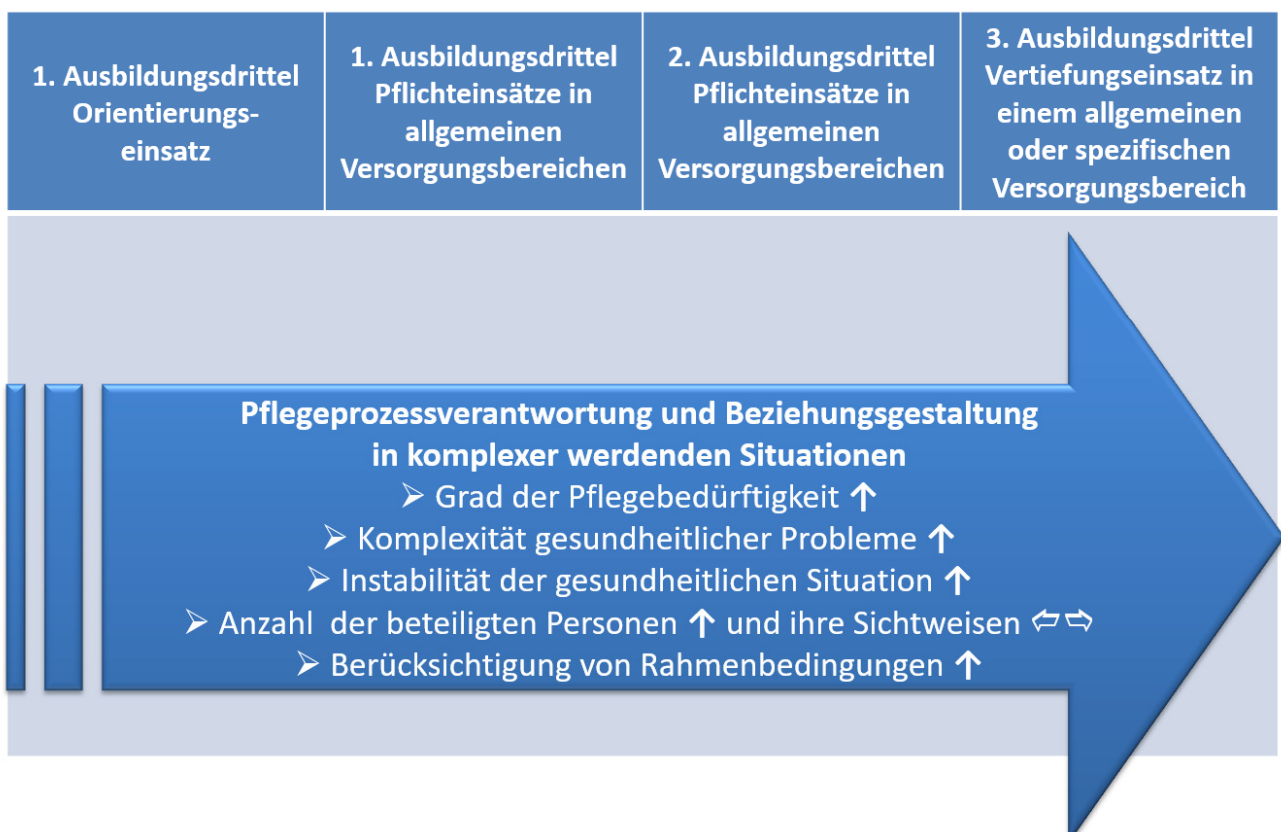 1. Ausbildungsdrittel
Orientierungs-
einsatz
1. Ausbildungsdrittel
Pflichteinsätze in
allgemeinen
Versorgungsbereichen
2. Ausbildungsdrittel
Pflichteinsätze in
allgemeinen
Versorgungsbereichen
3. Ausbildungsdrittel
Vertiefungseinsatz in
einem allgemeinen
oder spezifischen
Versorgungsbereich
Pflegeprozessverantwortung und Beziehungsgestaltung
in komplexer werdenden Situationen
➢ Grad der Pflegebedürftigkeit ↑
➢ Komplexität gesundheitlicher Probleme ↑
➢ Instabilität der gesundheitlichen Situation ↑
➢ Anzahl der beteiligten Personen ↑ und ihre Sichtweisen ⇦⇨
➢ Berücksichtigung von Rahmenbedingungen ↑